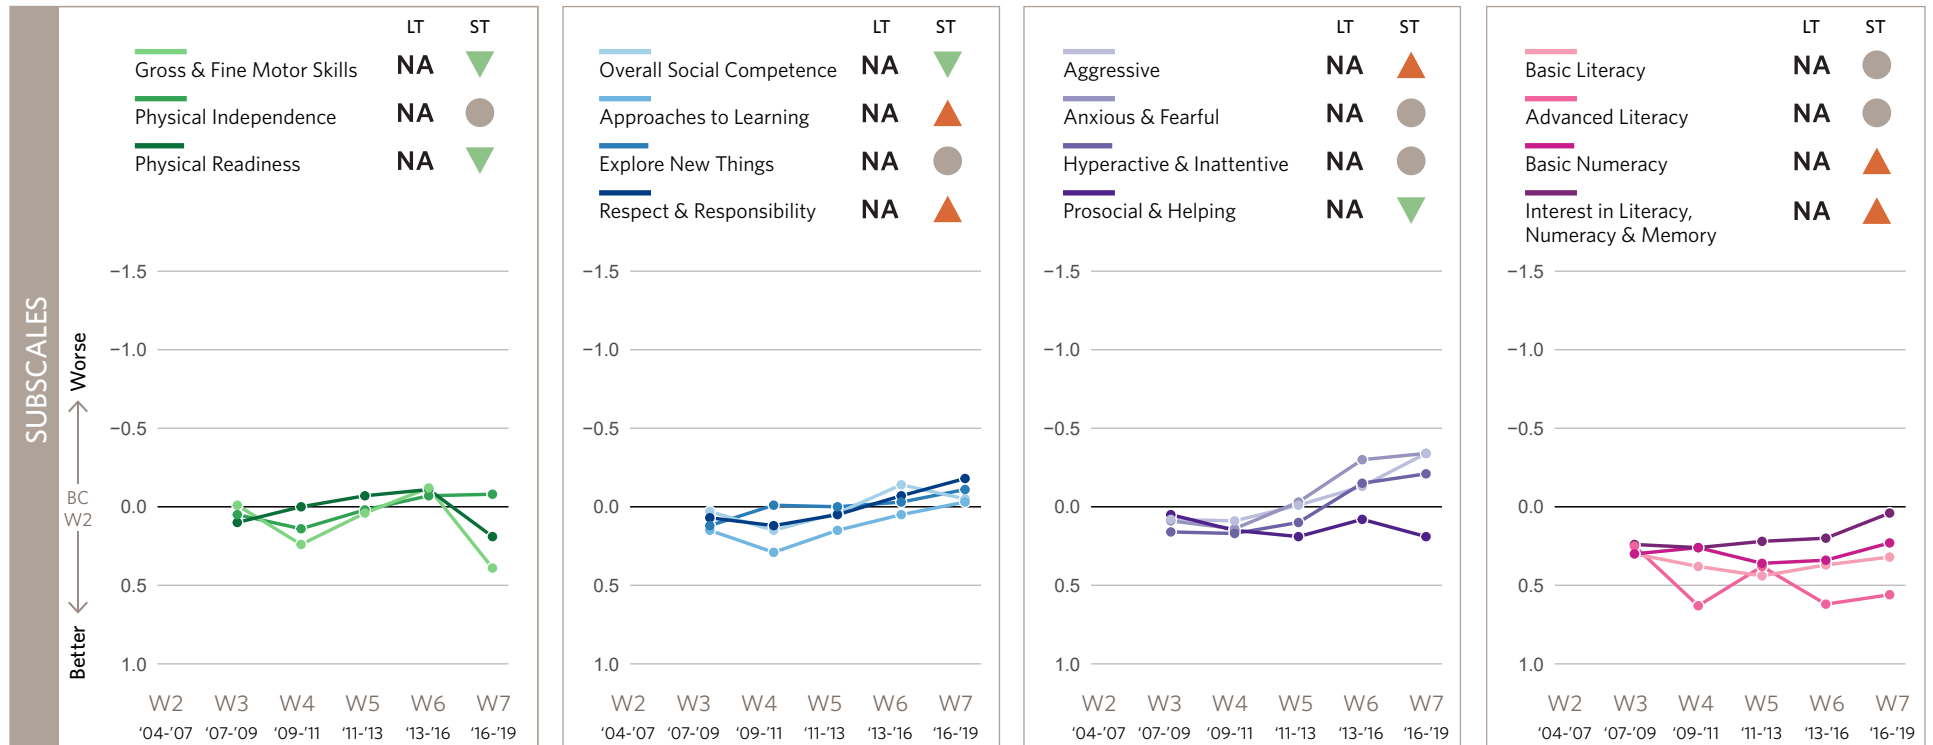 SUBSCALES
Worse
BC
W2
Better
LT ST
Gross & Fine Motor Skills NA
Physical Independence NA
Physical Readiness NA
−1.5
−1.0
−0.5
0.0
0.5
1.0
W2 W3 W4 W5 W6 W7
‘04-’07 ‘07-’09 ‘09-’11 ‘11-’13 ‘13-’16 ‘16-’19
LT ST
Overall Social Competence NA
Approaches to Learning NA
Explore New Things NA
Respect & Responsibility NA
−1.5
−1.0
−0.5
0.0
0.5
1.0
W2 W3 W4 W5 W6 W7
‘04-’07 ‘07-’09 ‘09-’11 ‘11-’13 ‘13-’16 ‘16-’19
LT ST
Aggressive NA
Anxious & Fearful NA
Hyperactive & Inattentive NA
Prosocial & Helping NA
−1.5
−1.0
−0.5
0.0
0.5
1.0
W2 W3 W4 W5 W6 W7
‘04-’07 ‘07-’09 ‘09-’11 ‘11-’13 ‘13-’16 ‘16-’19
LT ST
Basic Literacy NA
Advanced Literacy NA
Basic Numeracy NA
Interest in Literacy, NA
Numeracy & Memory
−1.5
−1.0
−0.5
0.0
0.5
1.0
W2 W3 W4 W5 W6 W7
‘04-’07 ‘07-’09 ‘09-’11 ‘11-’13 ‘13-’16 ‘16-’19